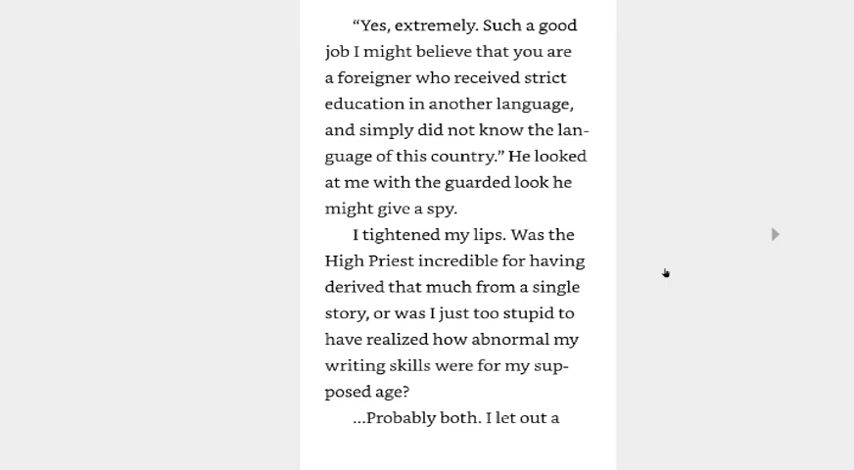 “Yes, extremely. Such a good
job I might believe that you are
a foreigner who received strict
education in another language,
and simply did not know the lan-
guage of this country.” He looked
at me with the guarded look he
might give a spy.
I tightened my lips. Was the
High Priest incredible for having
derived that much from a single
story, or was I just too stupid to
have realized how abnormal my
writing skills were for my sup-
posed age?
...Probably both. I let out a